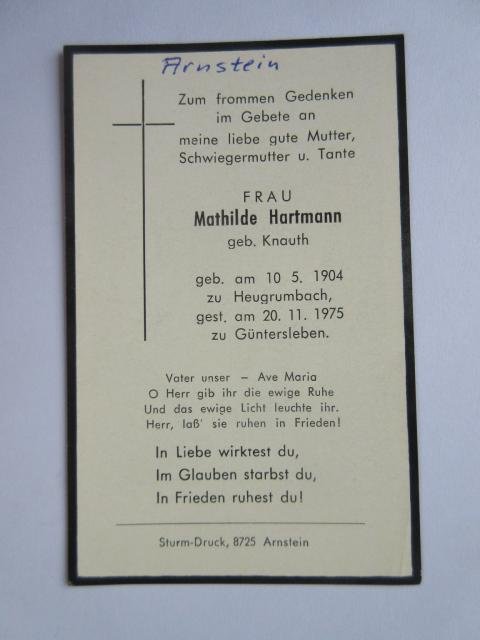 Arnstein
Zum frommen Gedenken
im Gebete an
meine liebe gute Mutter,
Schwiegermutter u. Tante
FRAU
Mathilde Hartmann
geb. Knauth
geb. am 10 5. 1904
zu Heugrumbach,
gest. am 20. 11. 1975
zu Güntersleben.
Vater unser – Ave Maria
O Herr gib ihr die ewige Ruhe
Und das ewige Licht leuchte ihr.
Herr, laß' sie ruhen in Frieden!
In Liebe wirktest du,
Im Glauben starbst du,
In Frieden ruhest du!
Sturm-Druck, 8725 Arnstein